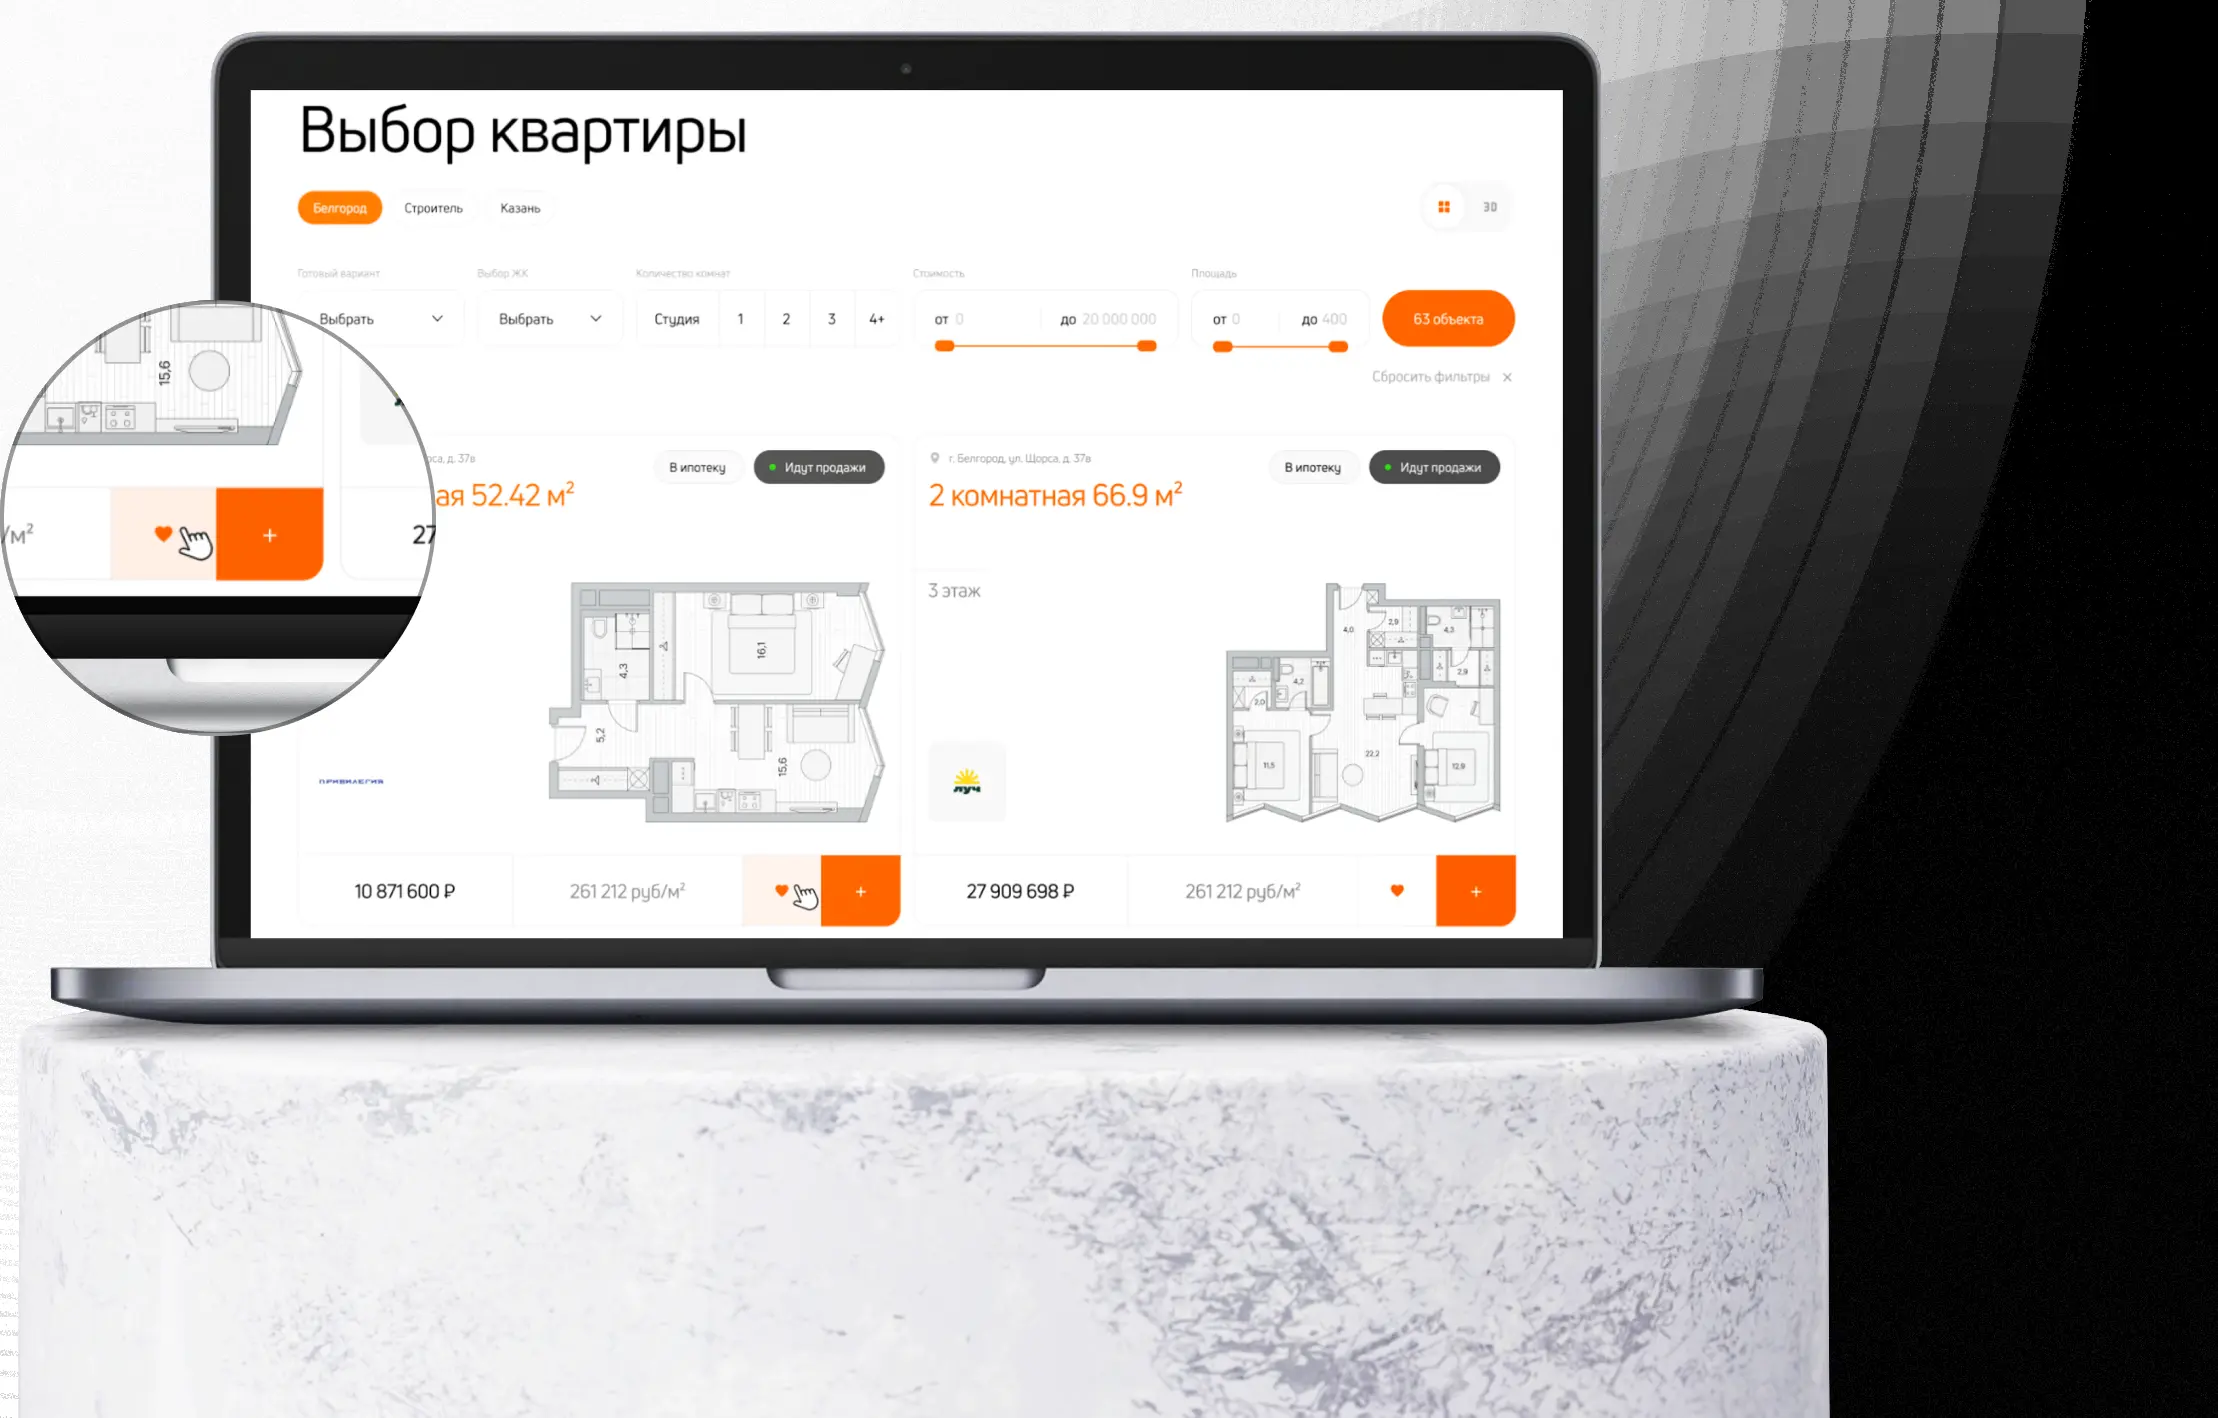 Выбор квартиры
Белгород Строитель Казань 3D
Готовый вариант Выбор ЖК Количество комнат Стоимость Площадь
Выбрать Выбрать Студия 1 2 3 4+ от 0 до 20 000 000 от 0 до 400 63 объекта
Сбросить фильтры
15,6
/м²
+
27
рса, д. 37в В ипотеку Идут продажи
ая 52.42 м²
4,3
16,1
5,2
15,6
ПРИВИЛЕГИЯ
10 871 600 ₽ 261 212 руб/м² +
г. Белгород, ул. Щорса, д. 37в В ипотеку Идут продажи
2 комнатная 66.9 м²
3 этаж
4,0 2,9 4,3
4,2 2,9
2,0
22,2
11,5 12,9
луч
27 909 698 ₽ 261 212 руб/м² +